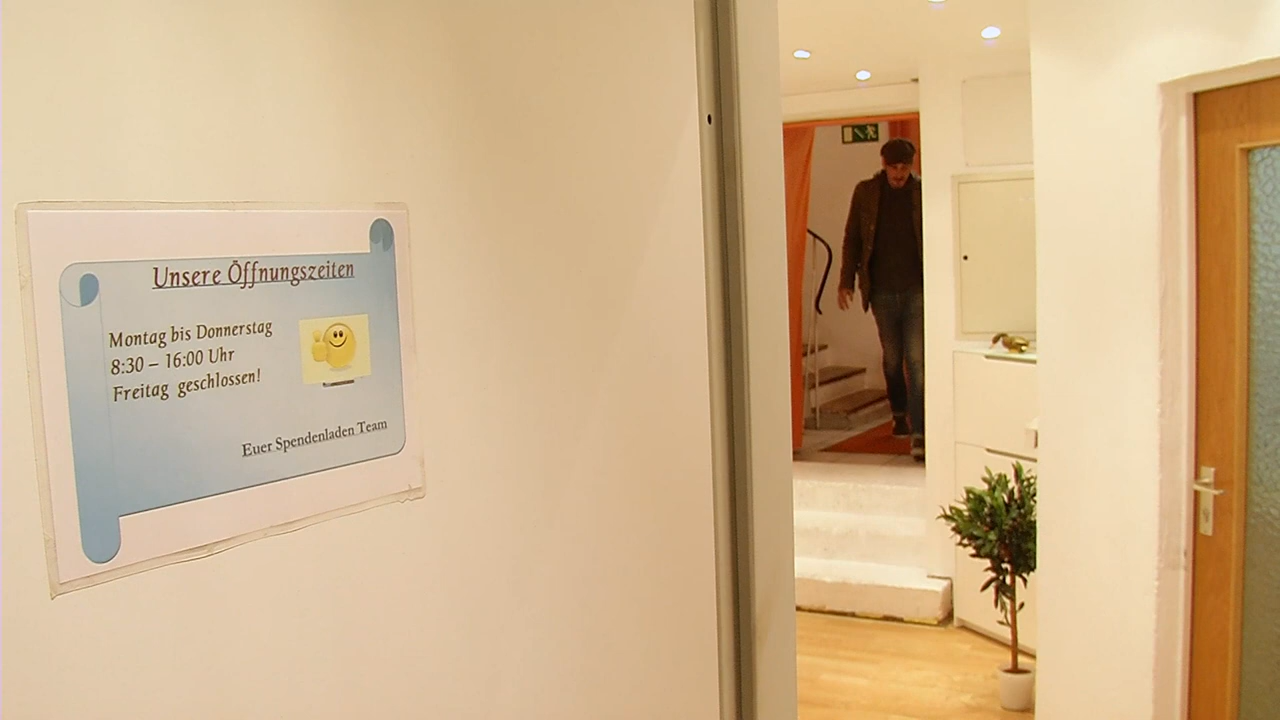 Unsere Öffnungszeiten
Montag bis Donnerstag
8:30 – 16:00 Uhr
Freitag geschlossen!
Euer Spendenladen Team